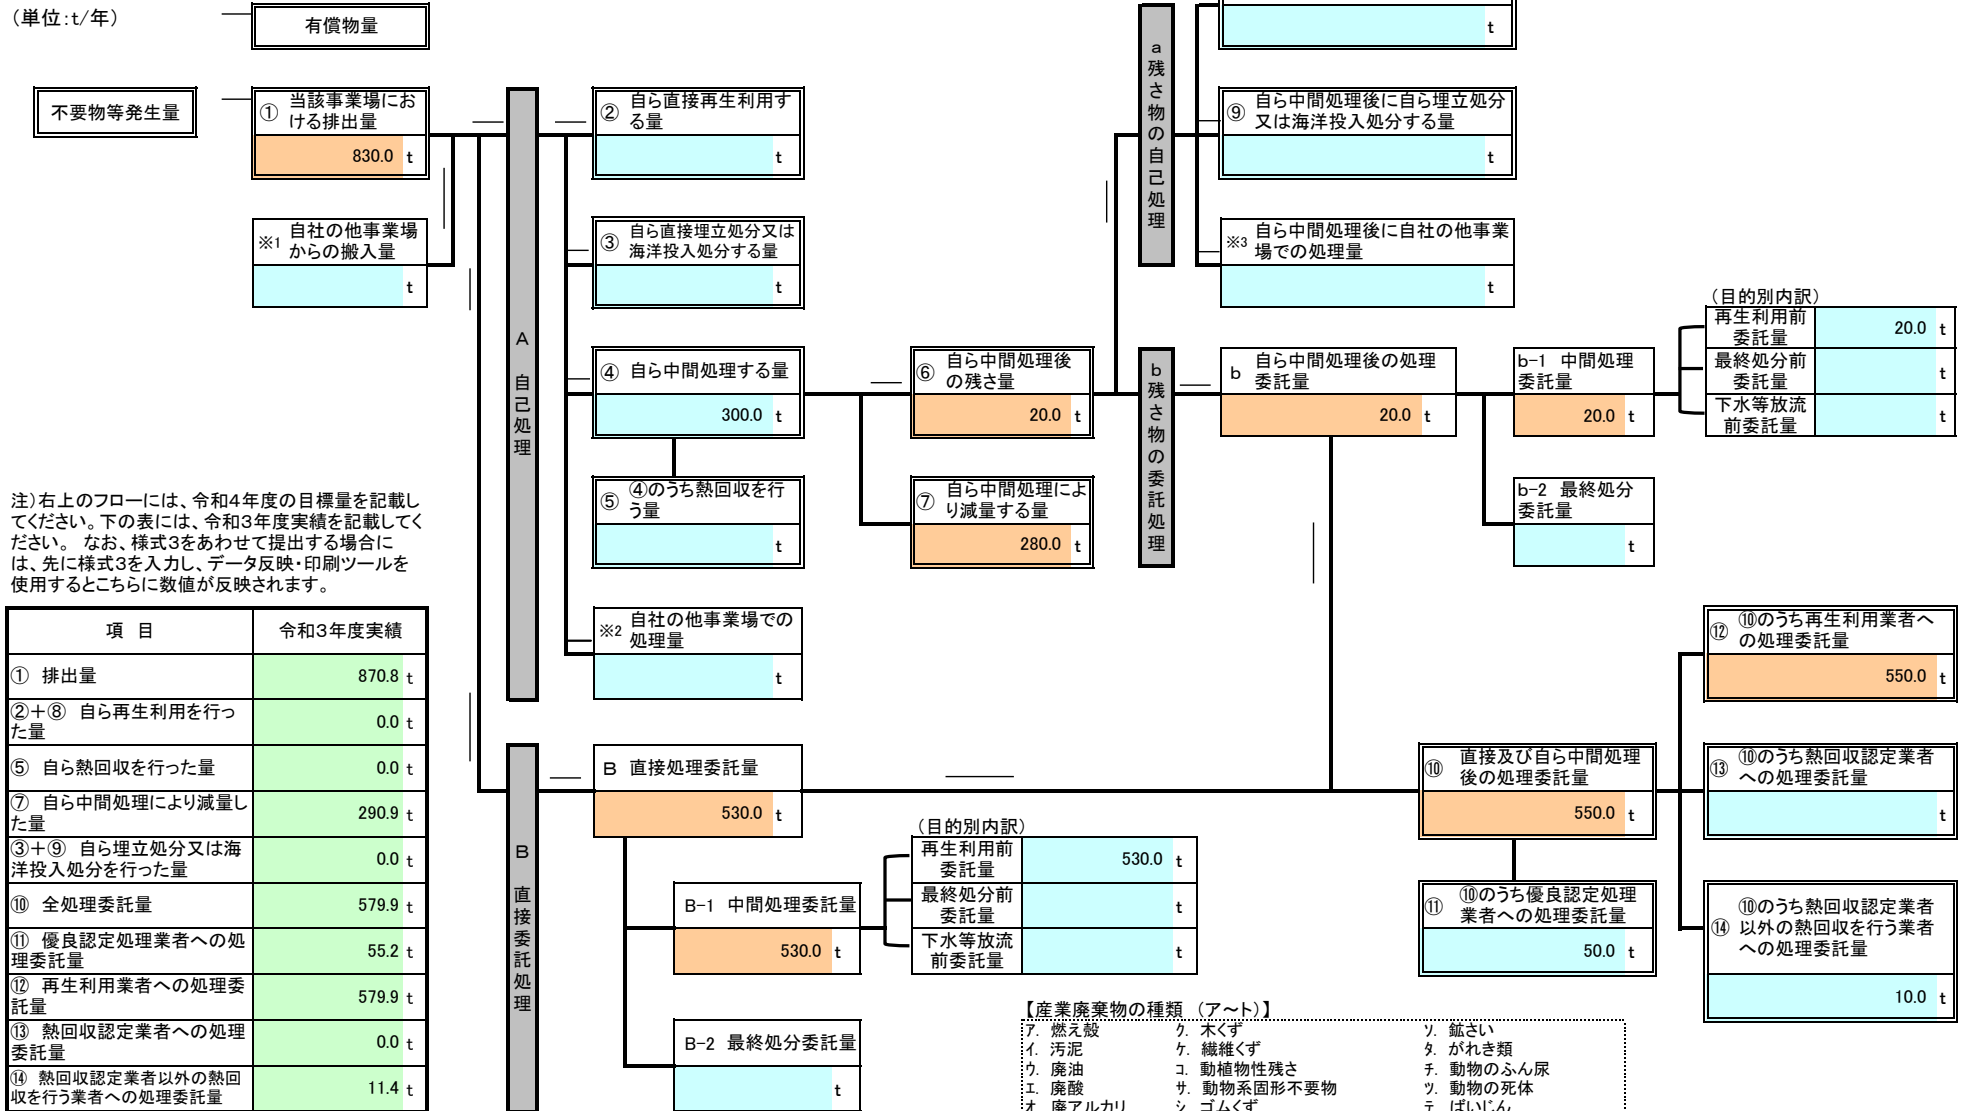 （単位：t／年）
有償物量
t
不要物等発生量
① 当該事業場にお
ける排出量
830.0 t
② 自ら直接再生利用す
る量
t
⑨ 自ら中間処理後に自ら埋立処分
又は海洋投入処分する量
t
a 残さ物の自己処理
※1 自社の他事業場
からの搬入量
t
③ 自ら直接埋立処分又は
海洋投入処分する量
t
※3 自ら中間処理後に自社の他事業
場での処理量
t
A 自己処理
④ 自ら中間処理する量
300.0 t
⑥ 自ら中間処理後
の残さ量
20.0 t
b 残さ物の委託処理
b 自ら中間処理後の処理
委託量
20.0 t
b-1 中間処理
委託量
20.0 t
（目的別内訳）
再生利用前
委託量
20.0 t
最終処分前
委託量
t
下水等放流
前委託量
t
⑤ ④のうち熱回収を行
う量
t
⑦ 自ら中間処理によ
り減量する量
280.0 t
b-2 最終処分
委託量
t
注）右上のフローには、令和４年度の目標量を記載し
てください。下の表には、令和３年度実績を記載してく
ださい。 なお、様式３をあわせて提出する場合に
は、先に様式３を入力し、データ反映・印刷ツールを
使用するとこちらに数値が反映されます。
※2 自社の他事業場での
処理量
t
項 目 令和３年度実績
① 排出量 870.8 t
②＋⑧ 自ら再生利用を行っ
た量 0.0 t
⑤ 自ら熱回収を行った量 0.0 t
⑦ 自ら中間処理により減量し
た量 290.9 t
③＋⑨ 自ら埋立処分又は海
洋投入処分を行った量 0.0 t
⑩ 全処理委託量 579.9 t
⑪ 優良認定処理業者への処
理委託量 55.2 t
⑫ 再生利用業者への処理委
託量 579.9 t
⑬ 熱回収認定業者への処理
委託量 0.0 t
⑭ 熱回収認定業者以外の熱回
収を行う業者への処理委託量 11.4 t
B 直接委託処理
B 直接処理委託量
530.0 t
B-1 中間処理委託量
530.0 t
（目的別内訳）
再生利用前
委託量
530.0 t
最終処分前
委託量
t
下水等放流
前委託量
t
B-2 最終処分委託量
t
⑩ 直接及び自ら中間処理
後の処理委託量
550.0 t
⑪ ⑩のうち優良認定処理
業者への処理委託量
50.0 t
⑫ ⑩のうち再生利用業者へ
の処理委託量
550.0 t
⑬ ⑩のうち熱回収認定業者
への処理委託量
t
⑭ ⑩のうち熱回収認定業者
以外の熱回収を行う業者
への処理委託量
10.0 t
【産業廃棄物の種類 （ア～ト）】
ア. 燃え殻 ク. 木くず ソ. 鉱さい
イ. 汚泥 ケ. 繊維くず タ. がれき類
ウ. 廃油 コ. 動植物性残さ チ. 動物のふん尿
エ. 廃酸 サ. 動物系固形不要物 ツ. 動物の死体
オ. 廃アルカリ シ. ゴムくず テ. ばいじん